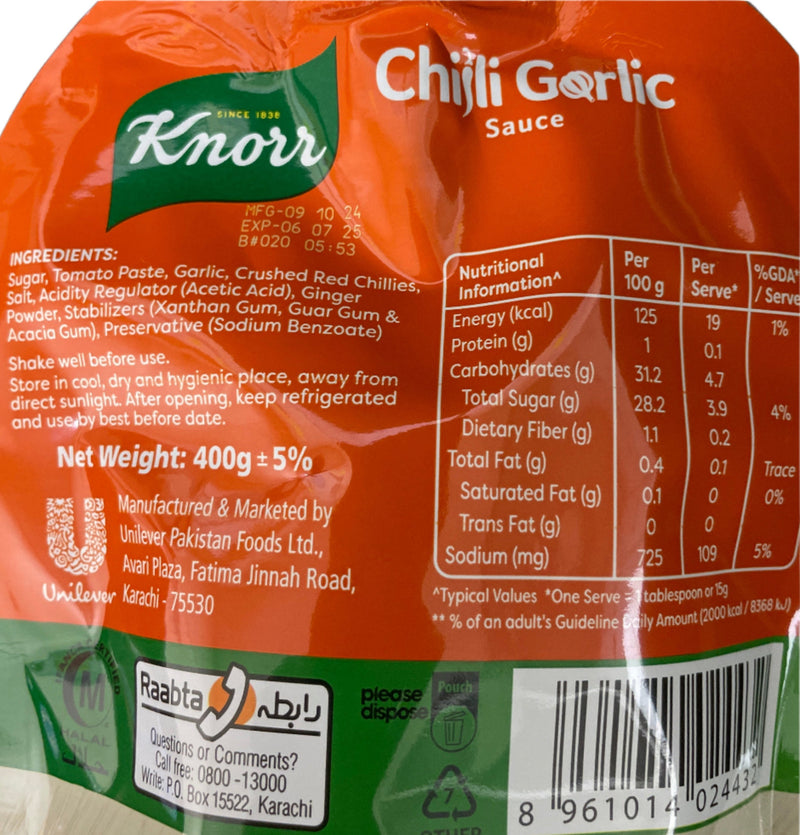 SINCE 1838
Knorr
Chilli Garlic
Sauce
MFG-09 10 24
EXP-06 07 25
B#020 05:53
INGREDIENTS:
Sugar, Tomato Paste, Garlic, Crushed Red Chillies,
Salt, Acidity Regulator (Acetic Acid), Ginger
Powder, Stabilizers (Xanthan Gum, Guar Gum &
Acacia Gum), Preservative (Sodium Benzoate)
Shake well before use.
Store in cool, dry and hygienic place, away from
direct sunlight. After opening, keep refrigerated
and use by best before date.
Net Weight: 400g ± 5%
Unilever
Manufactured & Marketed by
Unilever Pakistan Foods Ltd.,
Avari Plaza, Fatima Jinnah Road,
Karachi - 75530
Nutritional Information^ Per 100 g Per Serve* %GDA** / Serve
Energy (kcal) 125 19 1%
Protein (g) 1 0.1
Carbohydrates (g) 31.2 4.7
Total Sugar (g) 28.2 3.9 4%
Dietary Fiber (g) 1.1 0.2
Total Fat (g) 0.4 0.1 Trace
Saturated Fat (g) 0.1 0 0%
Trans Fat (g) 0 0
Sodium (mg) 725 109 5%
^Typical Values *One Serve = 1 tablespoon or 15g
** % of an adult's Guideline Daily Amount (2000 kcal / 8368 kJ)
M
HALAL
حلال
Raabta رابطہ
Questions or Comments?
Call free: 0800-13000
Write: P.O. Box 15522, Karachi
please
dispose
Pouch
7
OTHER
8 961014 024432